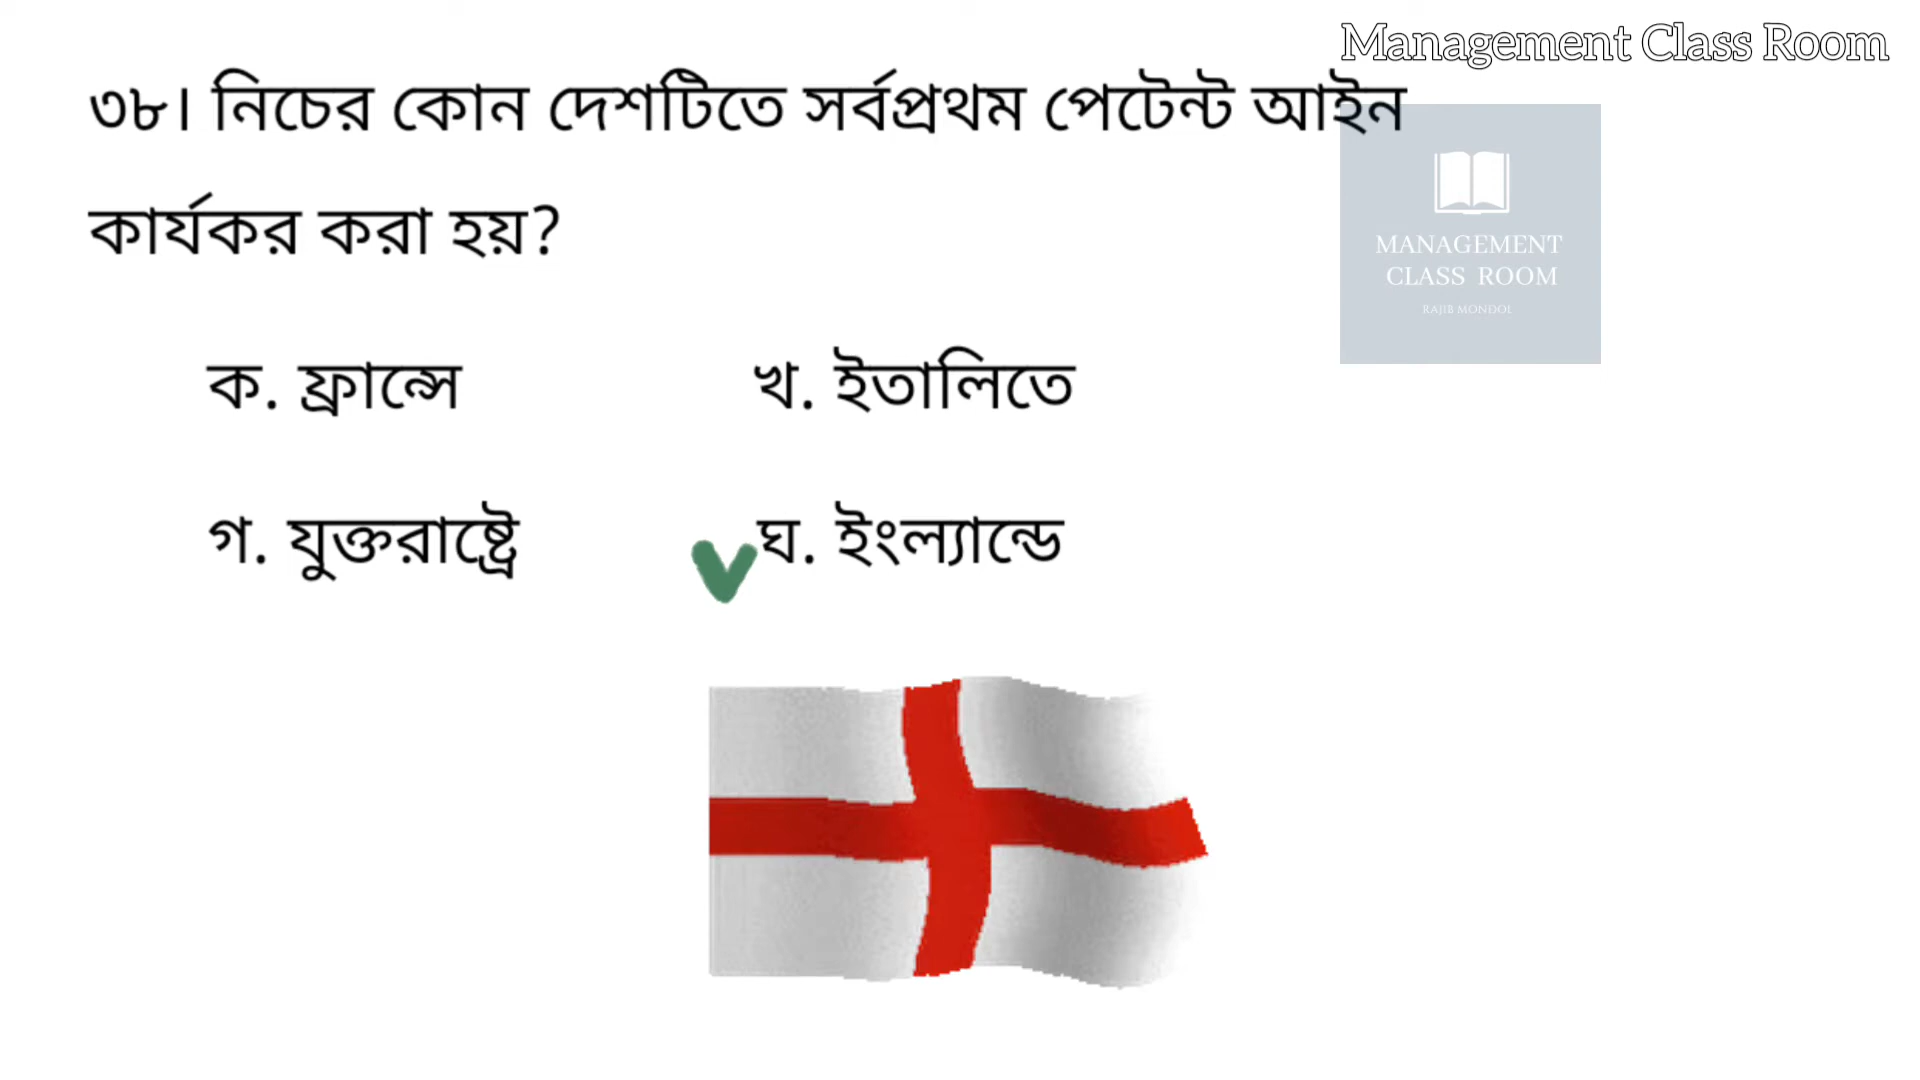 Management Class Room
৩৮। নিচের কোন দেশটিতে সর্বপ্রথম পেটেন্ট আইন
কার্যকর করা হয়?
MANAGEMENT
CLASS ROOM
RAJIB MONDOL
ক. ফ্রান্সে খ. ইতালিতে
গ. যুক্তরাষ্ট্রে ঘ. ইংল্যান্ডে